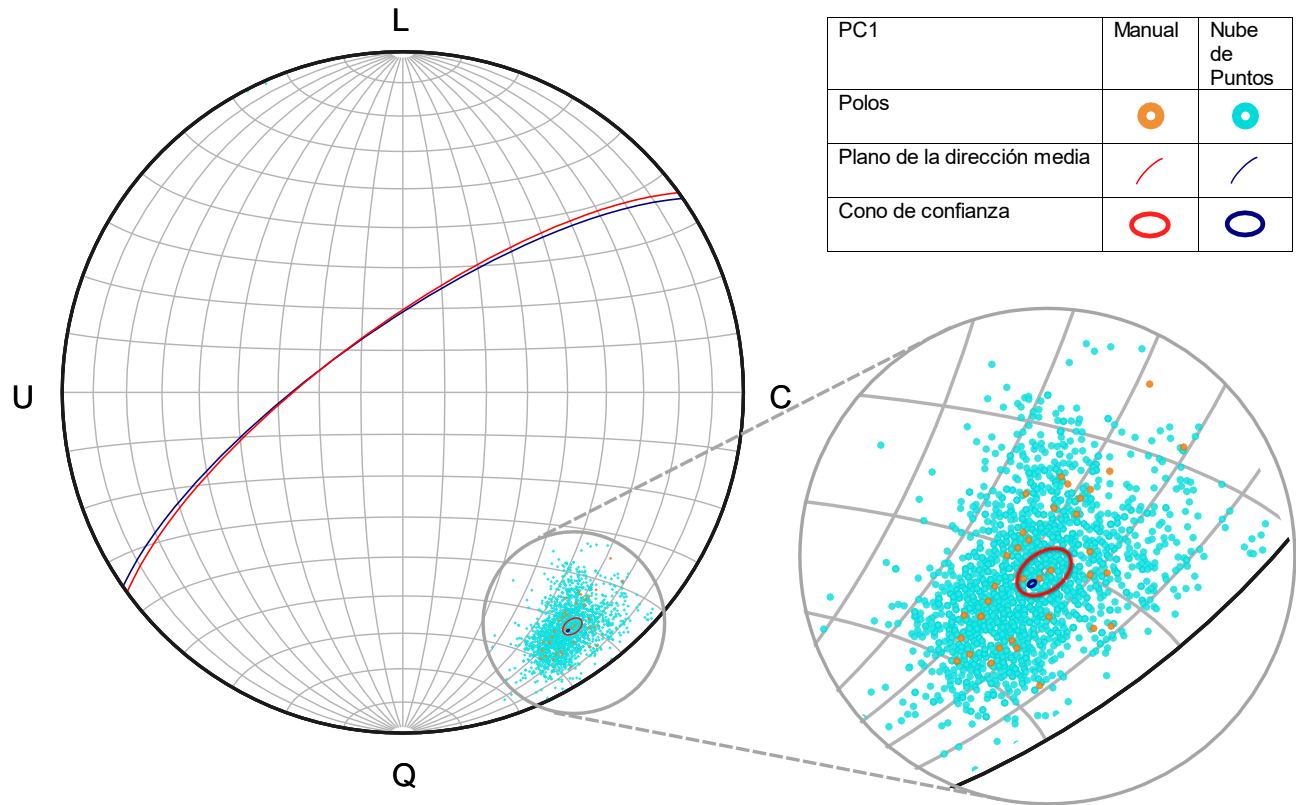 L
U
C
Q
PC1
Manual
Nube
de
Puntos
Polos
Plano de la dirección media
Cono de confianza